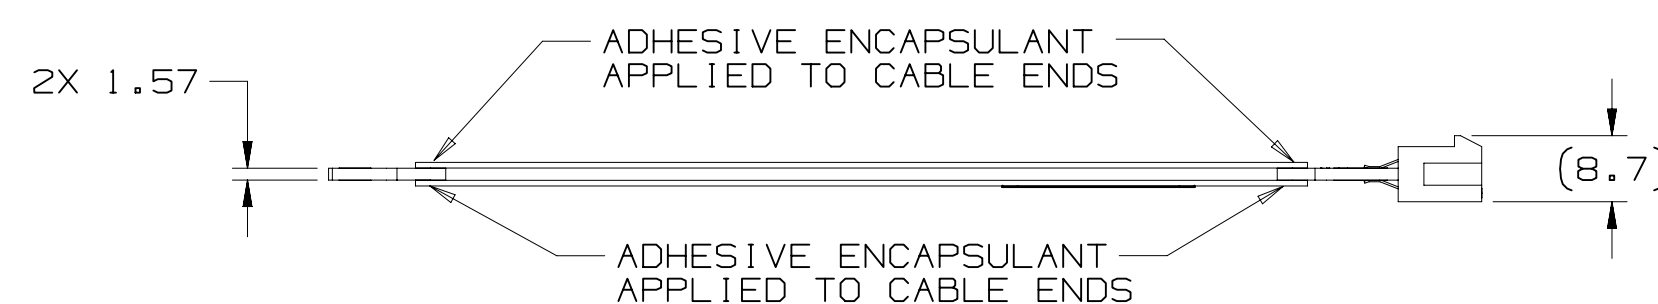 ADHESIVE ENCAPSULANT
APPLIED TO CABLE ENDS
2X 1.57
(8.7)
ADHESIVE ENCAPSULANT
APPLIED TO CABLE ENDS